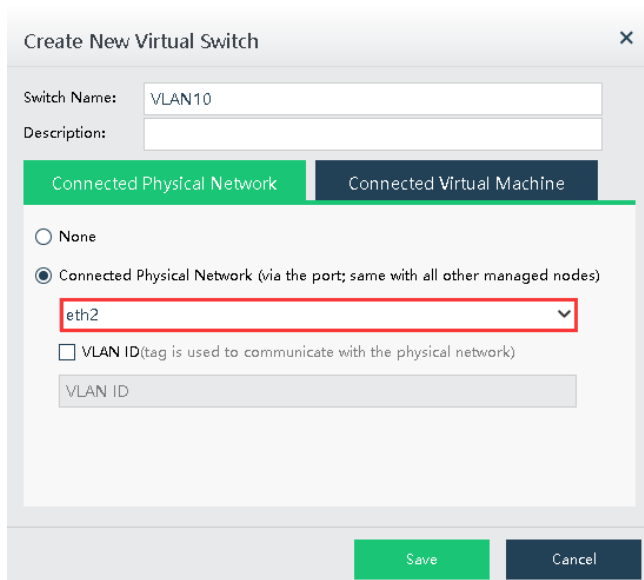 Create New Virtual Switch
Switch Name: VLAN10
Description:
Connected Physical Network Connected Virtual Machine
None
Connected Physical Network (via the port; same with all other managed nodes)
eth2
VLAN ID(tag is used to communicate with the physical network)
VLAN ID
Save Cancel